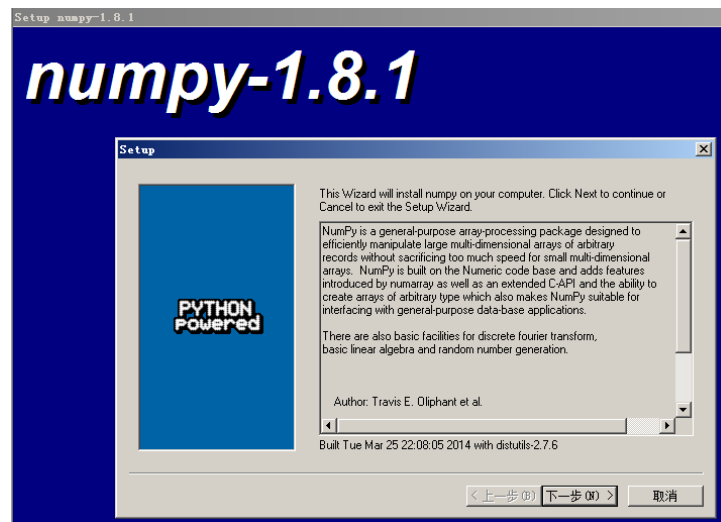 Setup numpy-1.8.1
numpy-1.8.1
Setup
PYTHON
Powered
This Wizard will install numpy on your computer. Click Next to continue or
Cancel to exit the Setup Wizard.
NumPy is a general-purpose array-processing package designed to
efficiently manipulate large multi-dimensional arrays of arbitrary
records without sacrificing too much speed for small multi-dimensional
arrays.  NumPy is built on the Numeric code base and adds features
introduced by numarray as well as an extended C-API and the ability to
create arrays of arbitrary type which also makes NumPy suitable for
interfacing with general-purpose data-base applications.
There are also basic facilities for discrete fourier transform,
basic linear algebra and random number generation.
Author: Travis E. Oliphant et al.
Built Tue Mar 25 22:08:05 2014 with distutils-2.7.6
< 上一步(B) 下一步(N) > 取消